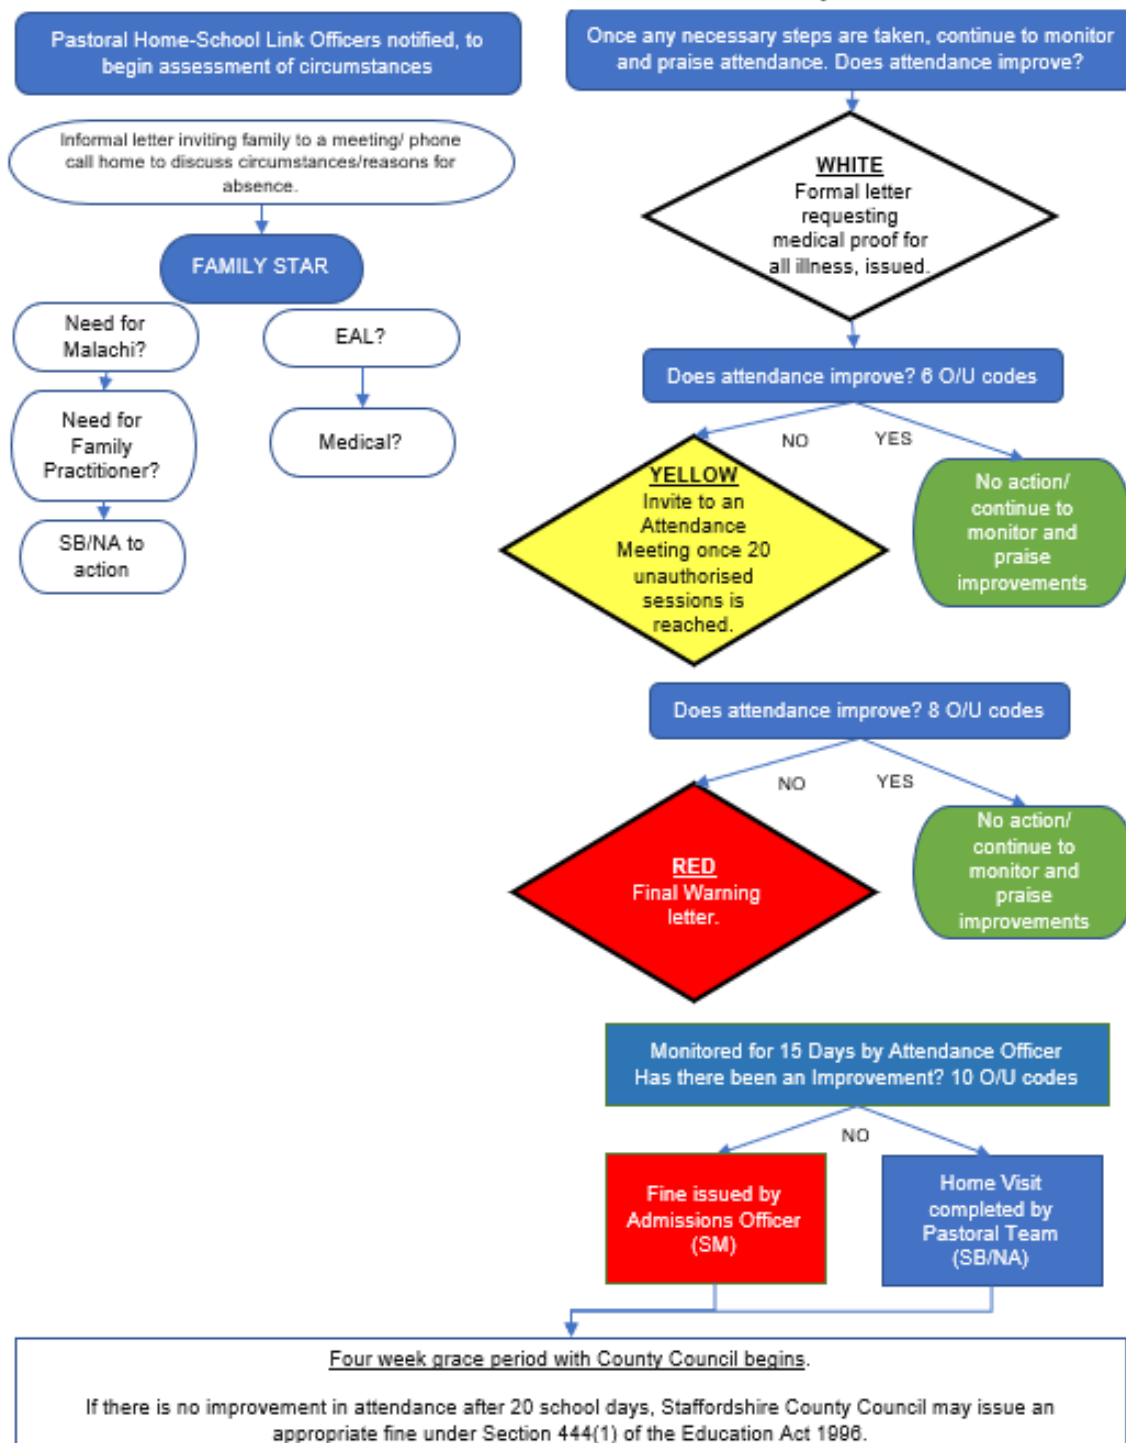 Pastoral Home-School Link Officers notified, to
begin assessment of circumstances
Informal letter inviting family to a meeting/ phone
call home to discuss circumstances/reasons for
absence.
FAMILY STAR
Need for
Malachi?
Need for
Family
Practitioner?
SB/NA to
action
EAL?
Medical?
Once any necessary steps are taken, continue to monitor
and praise attendance. Does attendance improve?
WHITE
Formal letter
requesting
medical proof for
all illness, issued.
Does attendance improve? 6 O/U codes
NO
YES
YELLOW
Invite to an
Attendance
Meeting once 20
unauthorised
sessions is
reached.
No action/
continue to
monitor and
praise
improvements
Does attendance improve? 8 O/U codes
NO
YES
RED
Final Warning
letter.
No action/
continue to
monitor and
praise
improvements
Monitored for 15 Days by Attendance Officer
Has there been an Improvement? 10 O/U codes
NO
Fine issued by
Admissions Officer
(SM)
Home Visit
completed by
Pastoral Team
(SB/NA)
Four week grace period with County Council begins.
If there is no improvement in attendance after 20 school days, Staffordshire County Council may issue an
appropriate fine under Section 444(1) of the Education Act 1996.